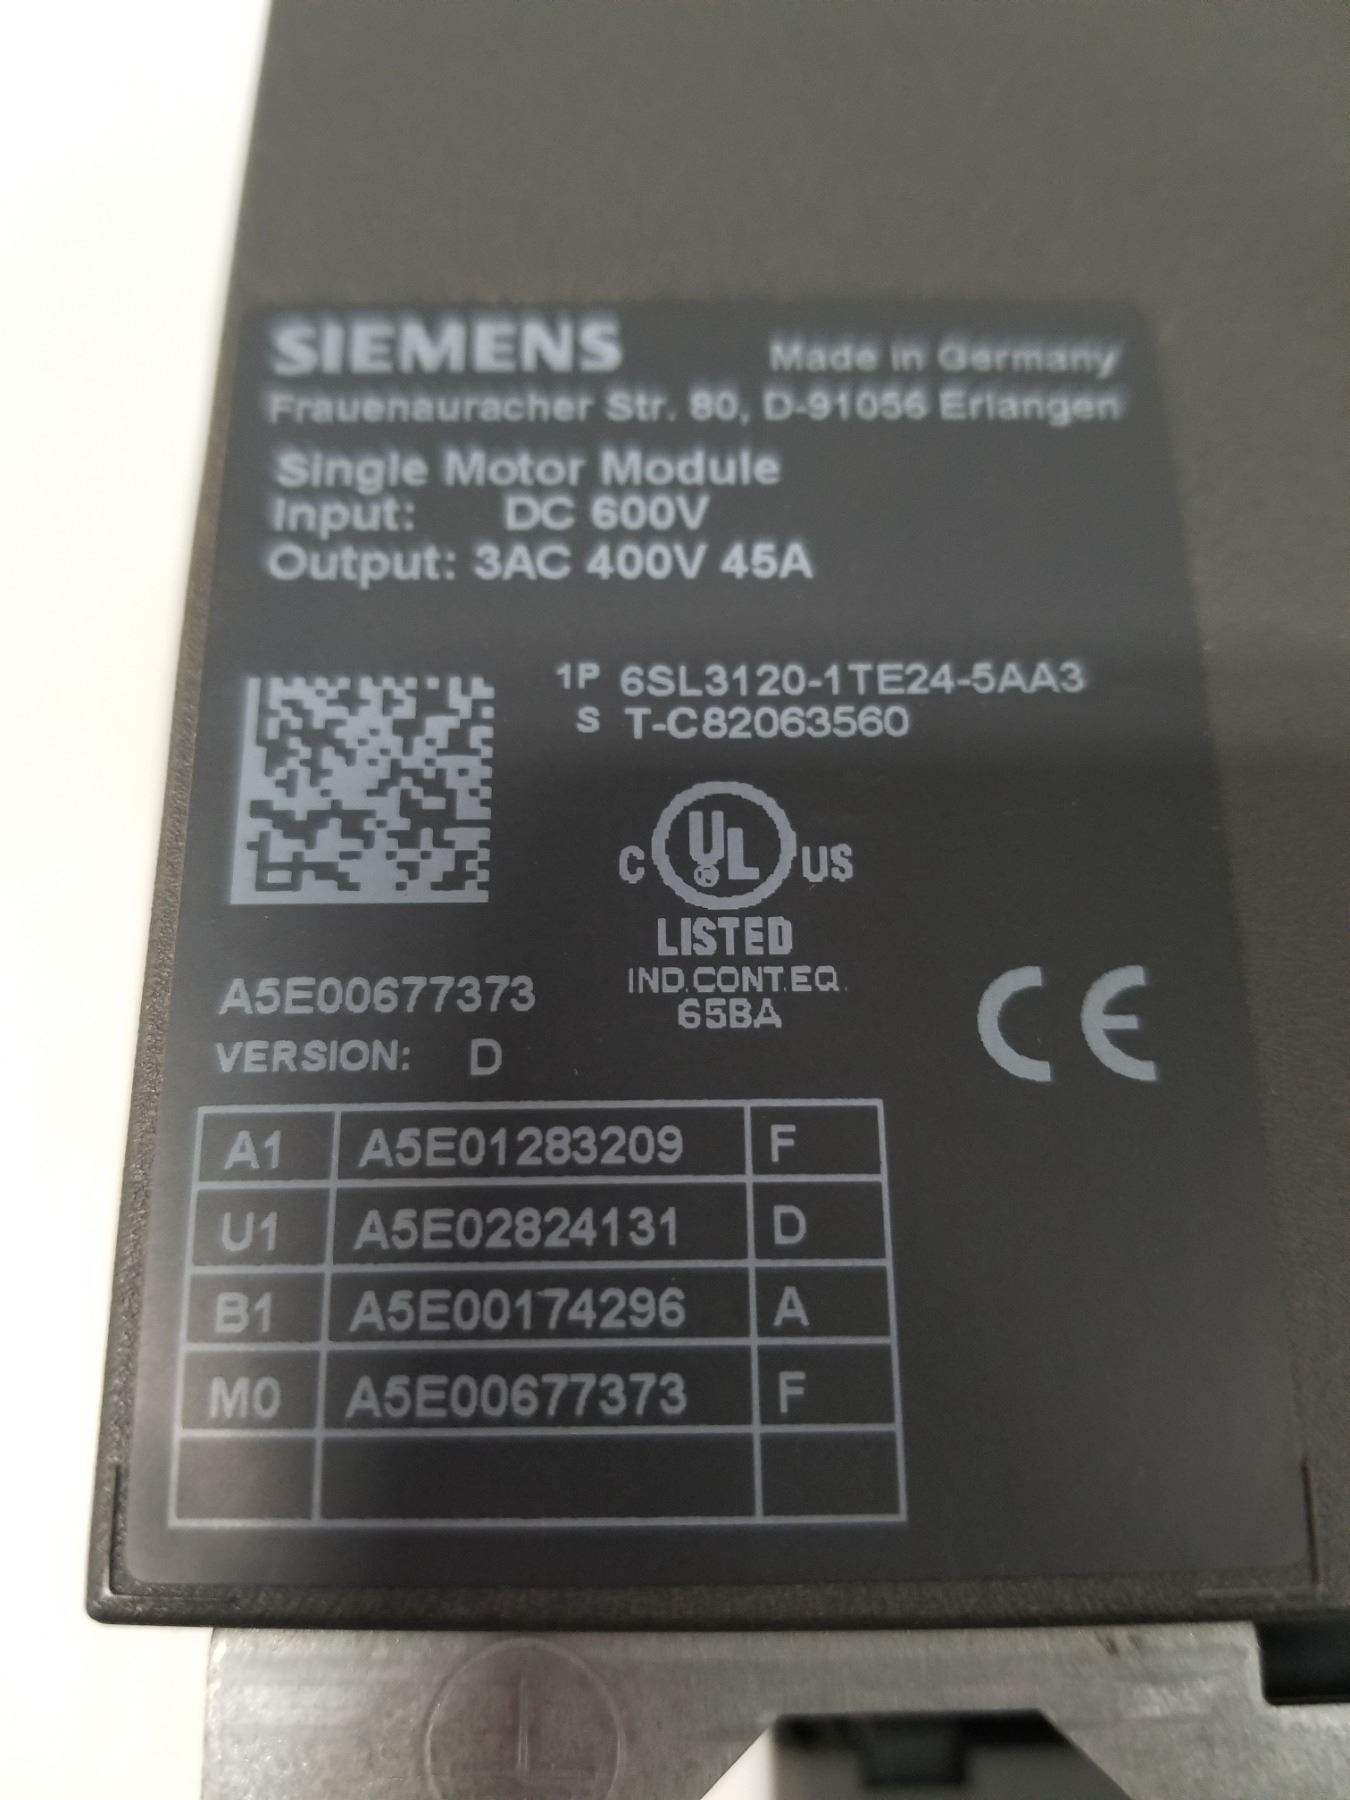 SIEMENS Made in Germany
Frauenauracher Str. 80, D-91056 Erlangen
Single Motor Module
Input: DC 600V
Output: 3AC 400V 45A
1P 6SL3120-1TE24-5AA3
S T-C82063560
C UL US
LISTED
IND.CONT.EQ.
65BA
A5E00677373
VERSION: D
CE
A1 A5E01283209 F
U1 A5E02824131 D
B1 A5E00174296 A
M0 A5E00677373 F